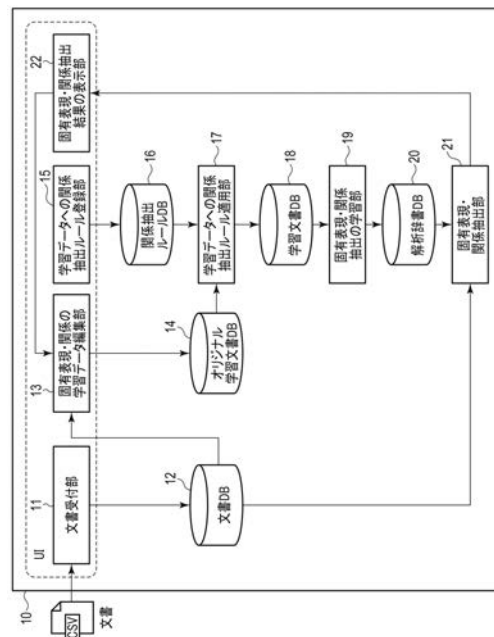 10
CSV
文書
UI
11
文書受付部
12
文書DB
13
固有表現・関係の
学習データ編集部
14
オリジナル
学習文書DB
15
学習データへの関係
抽出ルール登録部
16
関係抽出
ルールDB
17
学習データへの関係
抽出ルール適用部
18
学習文書DB
19
固有表現・関係
抽出の学習部
20
解析辞書DB
21
固有表現・
関係抽出部
22
固有表現・関係抽出
結果の表示部